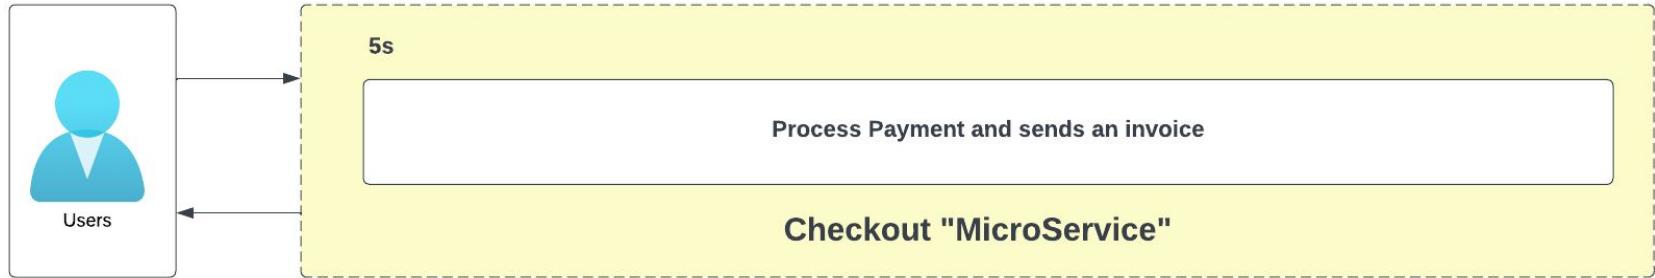 5s
Process Payment and sends an invoice
Users
Checkout "MicroService"